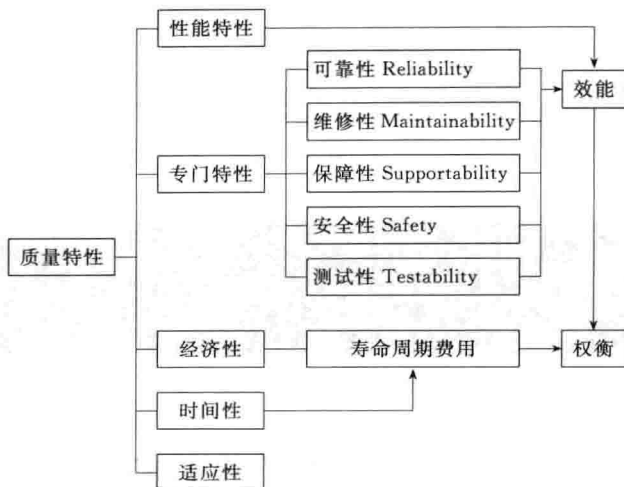 性能特性
可靠性 Reliability
效能
维修性 Maintainability
专门特性
保障性 Supportability
安全性 Safety
质量特性
测试性 Testability
经济性
寿命周期费用
权衡
时间性
适应性